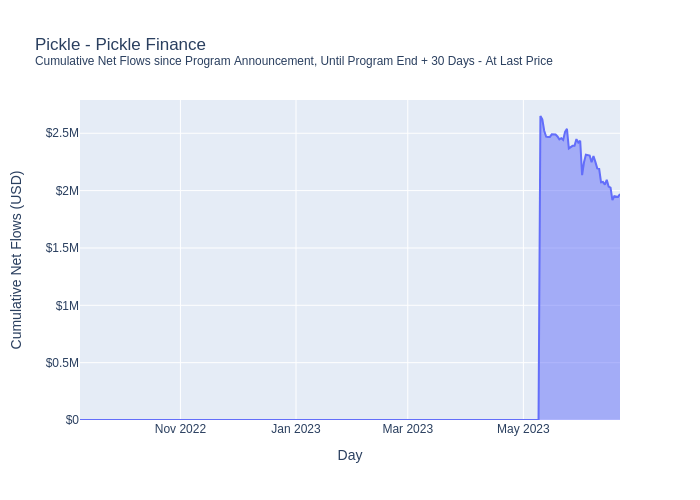 Pickle - Pickle Finance
Cumulative Net Flows since Program Announcement, Until Program End + 30 Days - At Last Price
Cumulative Net Flows (USD)
$2.5M
$2M
$1.5M
$1M
$0.5M
$0
Nov 2022
Jan 2023
Mar 2023
May 2023
Day